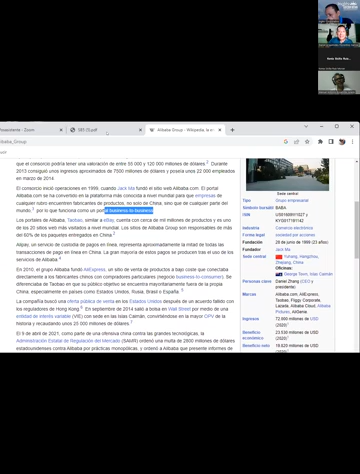 Alibaba_Group
que el consorcio podría tener una valoración de entre 55 000 y 120 000 millones de dólares. Durante
2013 consiguió unos ingresos aproximados de 7500 millones de dólares y poseía unos 22 000 empleados
en marzo de 2014.
El consorcio inició operaciones en 1999, cuando Jack Ma fundó el sitio web Alibaba.com. El portal
Alibaba.com se ha convertido en la plataforma más conocida a nivel mundial para que empresas de
cualquier rubro encuentren fabricantes de productos, no solo de China, sino que de cualquier parte del
mundo, por lo que funciona como un portal business-to-business.
Los portales de Alibaba, Taobao, similar a eBay, cuenta con cerca de mil millones de productos y es uno
de los 20 sitios web más visitados a nivel mundial. Los sitios de Alibaba Group son responsables de más
del 60% de los paquetes enviados en China.
Alipay, un servicio de custodia de pagos en línea, representa aproximadamente la mitad de todas las
transacciones de pago en línea en China. La gran mayoría de estos pagos se producen tras el uso de los
servicios de Alibaba.
En 2010, el grupo Alibaba fundó AliExpress, un sitio de venta de productos a bajo coste que conectaba
directamente a los fabricantes chinos con compradores particulares (negocio business-to-consumer). Se
diferenciaba de Taobao en que su público objetivo se encuentra mayoritariamente fuera de la propia
China, especialmente en países como Estados Unidos, Rusia, Brasil o España.
La compañía buscó una oferta pública de venta en los Estados Unidos después de un acuerdo fallido con
los reguladores de Hong Kong. En septiembre de 2014 salió a bolsa en Wall Street por medio de una
entidad de interés variable (VIE) con sede en las Islas Caimán, convirtiéndose en la mayor OPV de la
historia y recaudando unos 25 000 millones de dólares.
El 9 de abril de 2021, como parte de una ofensiva china contra las grandes tecnológicas, la
Administración Estatal de Regulación del Mercado (SAMR) ordenó una multa de 2800 millones de dólares
estadounidenses contra Alibaba por prácticas monopólicas, y ordenó a Alibaba que presente informes de
Sede central
Tipo Grupo empresarial
Símbolo bursátil BABA
Industria Comercio electrónico
Forma legal sociedad por acciones
Fundación 28 de junio de 1999 (23 años)
Fundador Jack Ma
Sede central Yuhang, Hangzhou,
Zhejiang, China
Oficinas:
George Town, Islas Caimán
Personas clave Daniel Zhang (CEO y
presidente)
Marcas Alibaba.com, AliExpress,
Taobao
Ingresos 72 000 millones de USD
Beneficio
económico
Beneficio neto